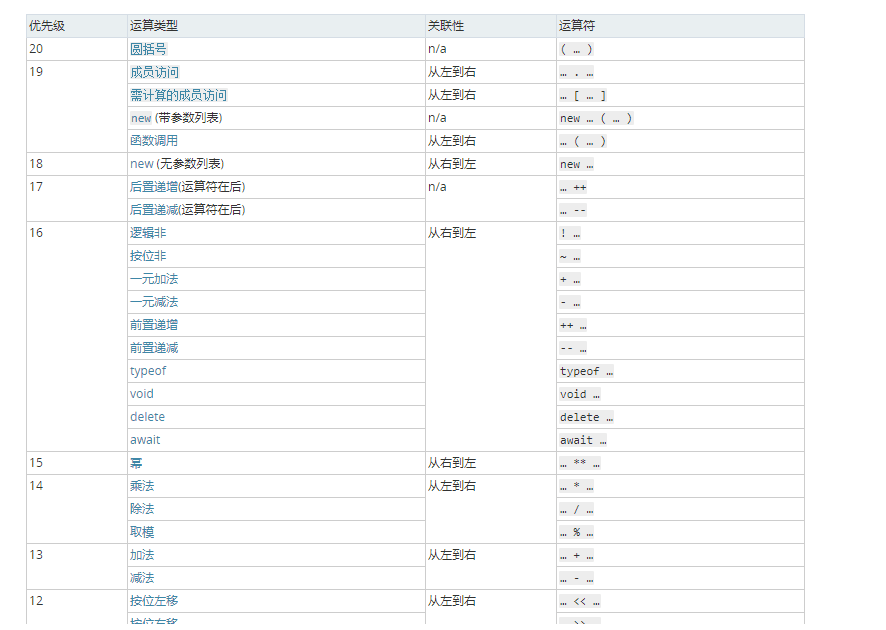 优先级 运算类型 关联性 运算符
20 圆括号 n/a ( … )
19 成员访问 从左到右 … . …
需计算的成员访问 从左到右 … [ … ]
new (带参数列表) n/a new … ( … )
函数调用 从左到右 … ( … )
18 new (无参数列表) 从右到左 new …
17 后置递增(运算符在后) n/a … ++
后置递减(运算符在后) … --
16 逻辑非 从右到左 ! …
按位非 ~ …
一元加法 + …
一元减法 - …
前置递增 ++ …
前置递减 -- …
typeof typeof …
void void …
delete delete …
await await …
15 幂 从右到左 … ** …
14 乘法 从左到右 … * …
除法 … / …
取模 … % …
13 加法 从左到右 … + …
减法 … - …
12 按位左移 从左到右 … << …